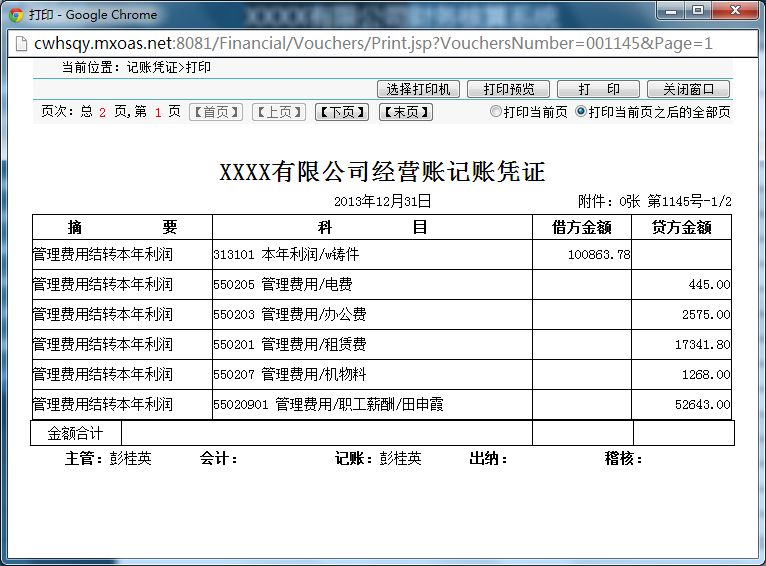 打印 - Google Chrome
XXXX有限公司财务核算系统
cwhsqy.mxoas.net:8081/Financial/Vouchers/Print.jsp?VouchersNumber=001145&Page=1
当前位置：记账凭证>打印
选择打印机 打印预览 打 印 关闭窗口
页次：总 2 页,第 1 页 【首页】 【上页】 【下页】 【末页】 打印当前页 打印当前页之后的全部页
XXXX有限公司经营账记账凭证
2013年12月31日 附件：0张 第1145号-1/2
摘 要 科 目 借方金额 贷方金额
管理费用结转本年利润 313101 本年利润/w铸件 100863.78
管理费用结转本年利润 550205 管理费用/电费 445.00
管理费用结转本年利润 550203 管理费用/办公费 2575.00
管理费用结转本年利润 550201 管理费用/租赁费 17341.80
管理费用结转本年利润 550207 管理费用/机物料 1268.00
管理费用结转本年利润 55020901 管理费用/职工薪酬/田申霞 52643.00
金额合计
主管：彭桂英 会计： 记账：彭桂英 出纳： 稽核：